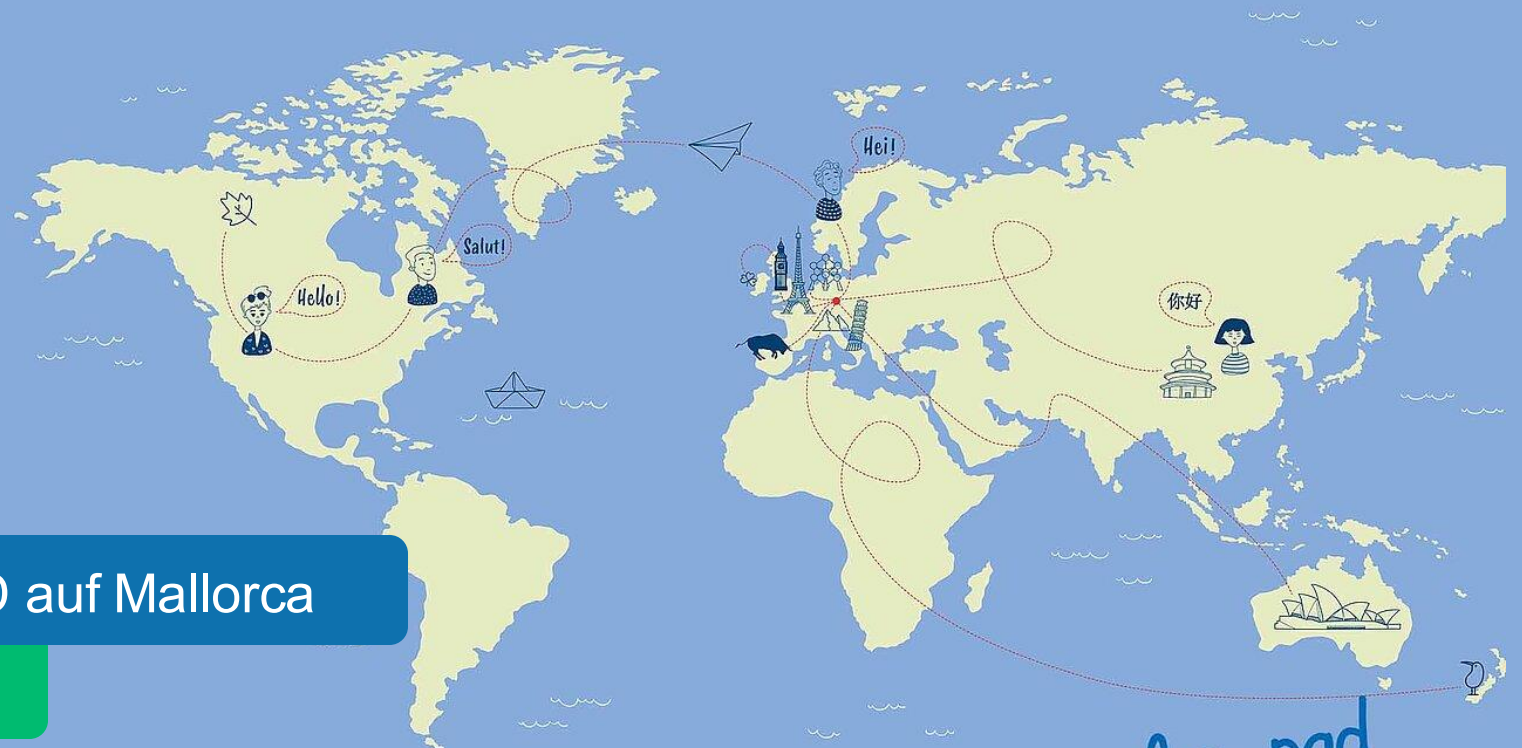 Hei!
Salut!
Hello!
你好
auf Mallorca